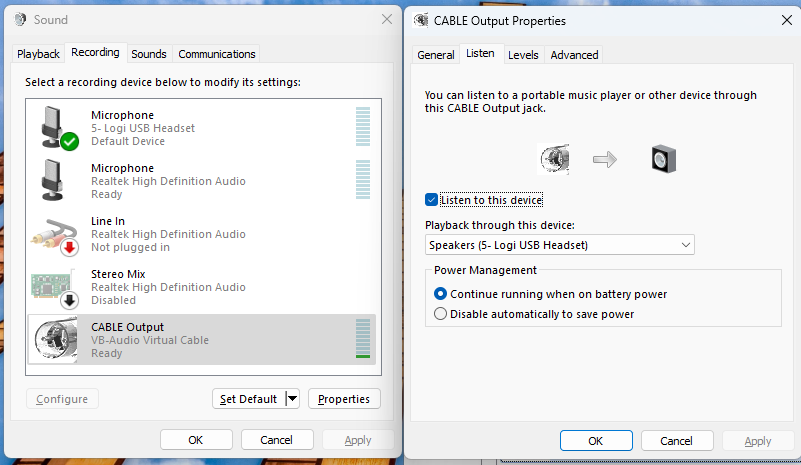 Sound
Playback
Recording
Sounds
Communications
Select a recording device below to modify its settings:
Microphone
5- Logi USB Headset
Default Device
Microphone
Realtek High Definition Audio
Ready
Line In
Realtek High Definition Audio
Not plugged in
Stereo Mix
Realtek High Definition Audio
Disabled
CABLE Output
VB-Audio Virtual Cable
Ready
Configure
Set Default
Properties
OK
Cancel
Apply
CABLE Output Properties
General
Listen
Levels
Advanced
You can listen to a portable music player or other device through
this CABLE Output jack.
Listen to this device
Playback through this device:
Speakers (5- Logi USB Headset)
Power Management
Continue running when on battery power
Disable automatically to save power
OK
Cancel
Apply